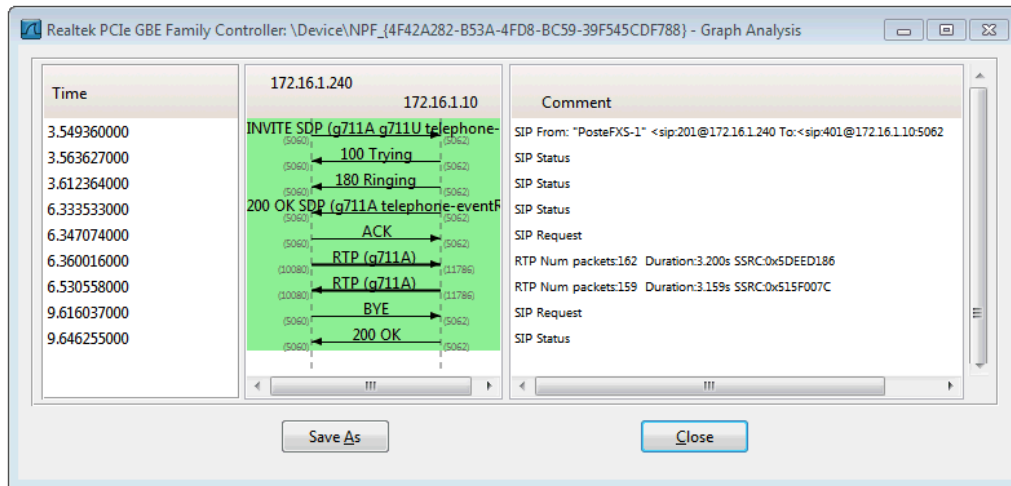 Realtek PCIe GBE Family Controller: \Device\NPF_{4F42A282-B53A-4FD8-BC59-39F545CDF788} - Graph Analysis
Time 172.16.1.240 172.16.1.10 Comment
3.549360000 INVITE SDP (g711A g711U telephone- (5060) (5062) SIP From: "PosteFXS-1" <sip:201@172.16.1.240 To:<sip:401@172.16.1.10:5062
3.563627000 100 Trying (5060) (5062) SIP Status
3.612364000 180 Ringing (5060) (5062) SIP Status
6.333533000 200 OK SDP (g711A telephone-eventR (5060) (5062) SIP Status
6.347074000 ACK (5060) (5062) SIP Request
6.360016000 RTP (g711A) (10080) (11786) RTP Num packets:162 Duration:3.200s SSRC:0x5DEED186
6.530558000 RTP (g711A) (10080) (11786) RTP Num packets:159 Duration:3.159s SSRC:0x515F007C
9.616037000 BYE (5060) (5062) SIP Request
9.646255000 200 OK (5060) (5062) SIP Status
Save As Close